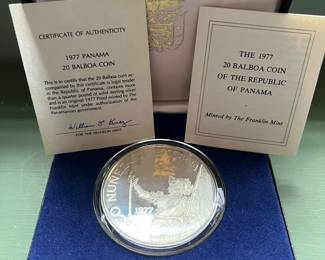 CERTIFICATE OF AUTHENTICITY
1977 PANAMA
20 BALBOA COIN
This is to certify that the 20 Balboa coin ac-
companied by this certificate is legal tender
in the Republic of Panama, contains more
than a quarter pound of solid sterling silver
and is an original 1977 Proof minted by The
Franklin Mint under authorization of the
Panamanian government.
FOR THE FRANKLIN MINT
THE 1977
20 BALBOA COIN
OF THE REPUBLIC
OF PANAMA
Minted by The Franklin Mint
1977